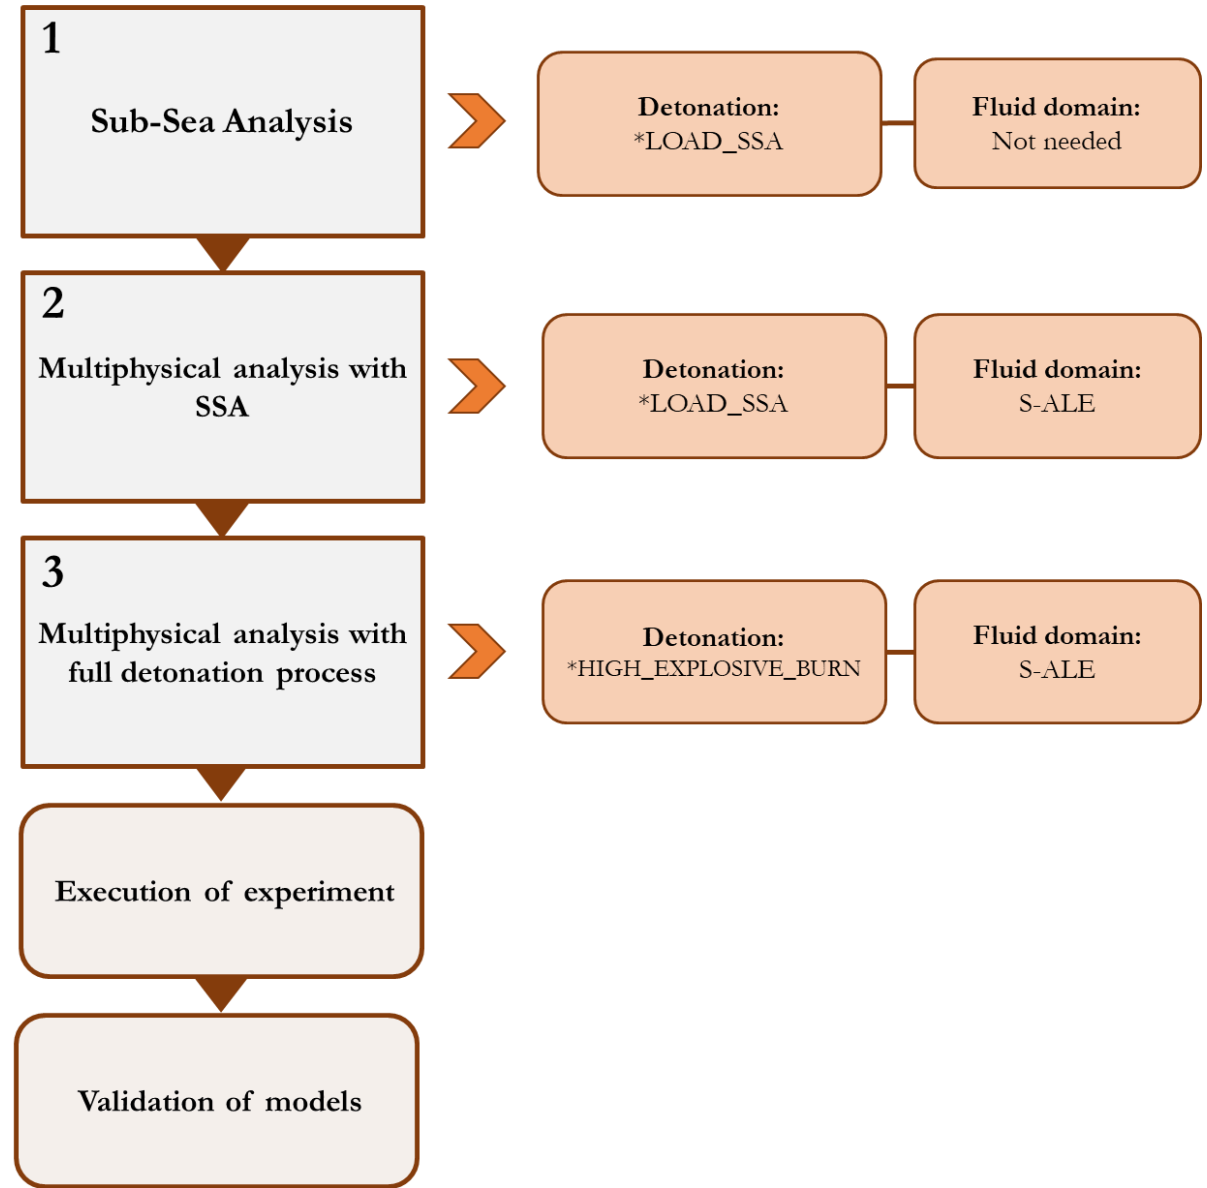 1
Sub-Sea Analysis
Detonation:
*LOAD_SSA
Fluid domain:
Not needed
2
Multiphysical analysis with
SSA
Detonation:
*LOAD_SSA
Fluid domain:
S-ALE
3
Multiphysical analysis with
full detonation process
Detonation:
*HIGH_EXPLOSIVE_BURN
Fluid domain:
S-ALE
Execution of experiment
Validation of models